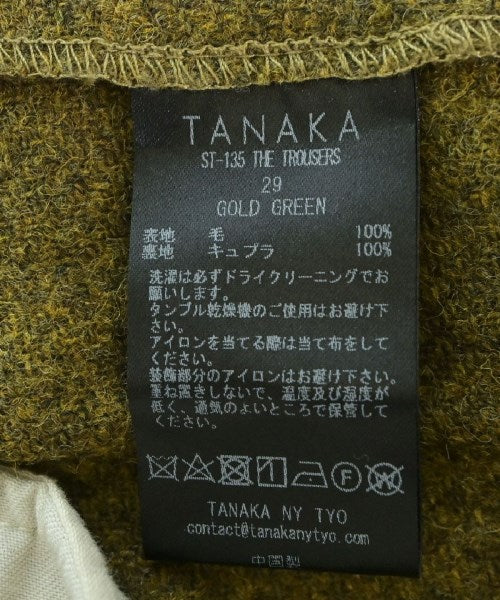 TANAKA
ST-135 THE TROUSERS
29
GOLD GREEN
表地 毛 100%
裏地 キュプラ 100%
洗濯は必ずドライクリーニングでお
願いします。
タンブル乾燥機のご使用はお避け下
さい。
アイロンを当てる際は当て布をして
ください。
装飾部分のアイロンはお避け下さい。
重ね置きしないで、温度及び湿度が
低く、通気のよいところで保管して
ください。
F W
TANAKA NY TYO
contact@tanakanytyo.com
中国製